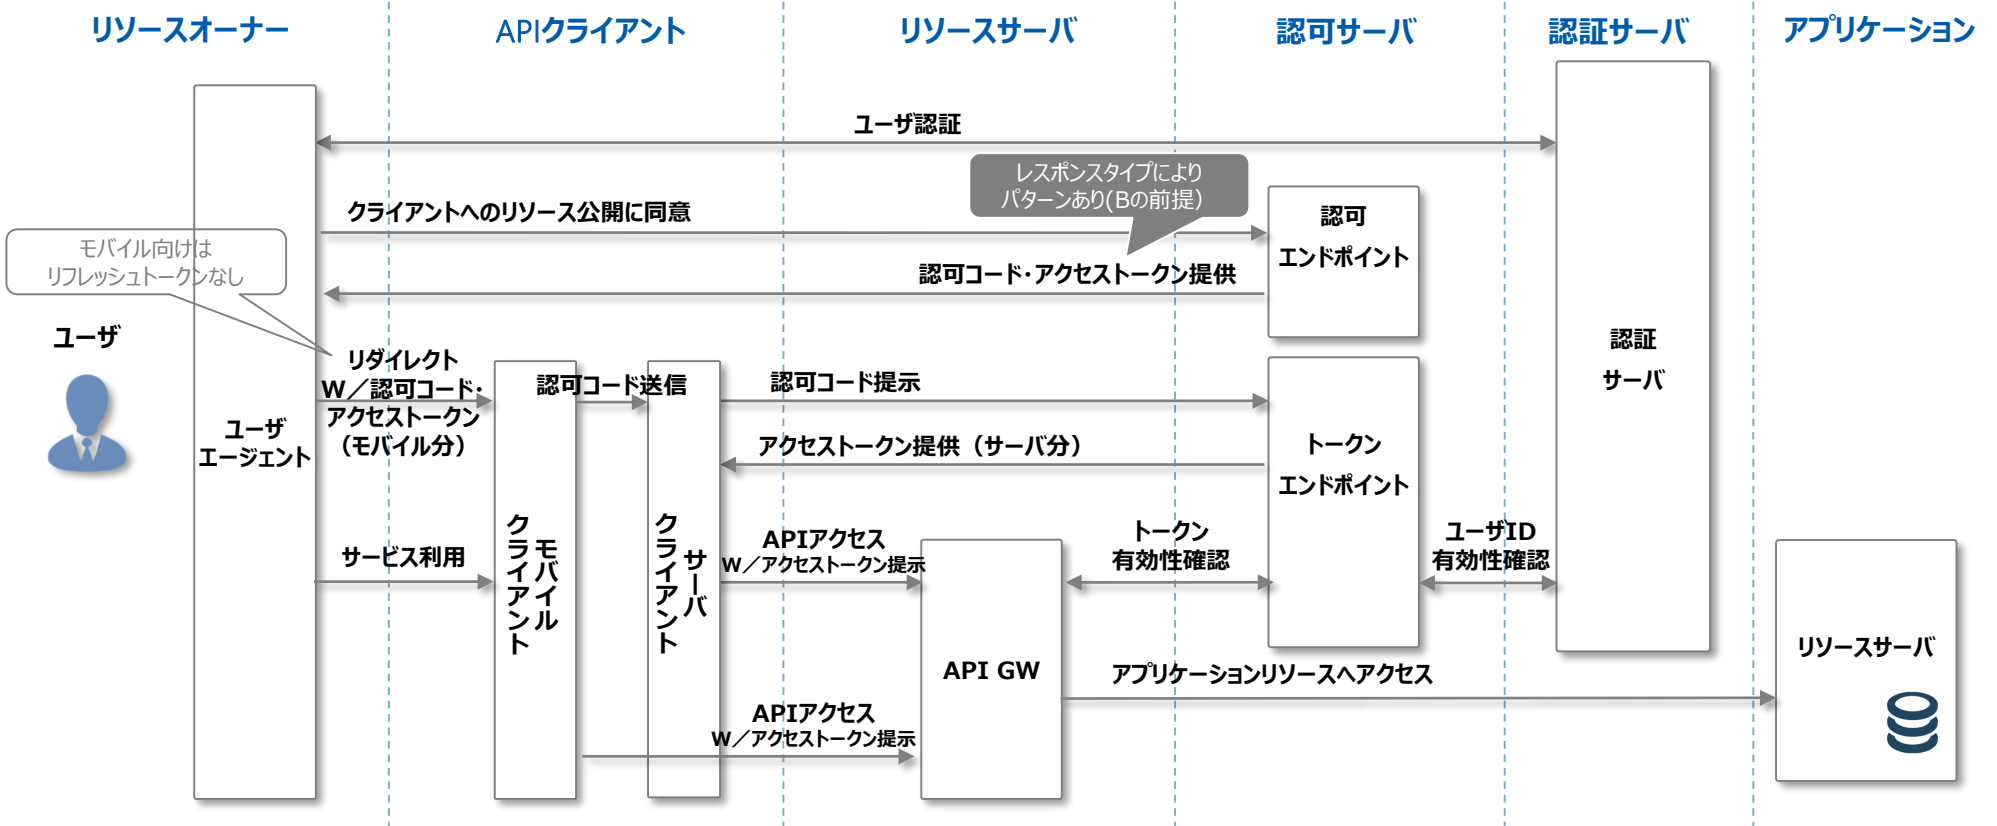 リソースオーナー
APIクライアント
リソースサーバ
認可サーバ
認証サーバ
アプリケーション
ユーザ認証
レスポンスタイプにより
パターンあり(Bの前提)
クライアントへのリソース公開に同意
認可
エンドポイント
モバイル向けは
リフレッシュトークンなし
認可コード・アクセストークン提供
ユーザ
認証
サーバ
リダイレクト
W／認可コード・
アクセストークン
（モバイル分）
認可コード送信
認可コード提示
ユーザ
エージェント
アクセストークン提供（サーバ分）
トークン
エンドポイント
サービス利用
モバイル
クライアント
サーバ
クライアント
APIアクセス
W／アクセストークン提示
トークン
有効性確認
ユーザID
有効性確認
API GW
アプリケーションリソースへアクセス
リソースサーバ
APIアクセス
W／アクセストークン提示